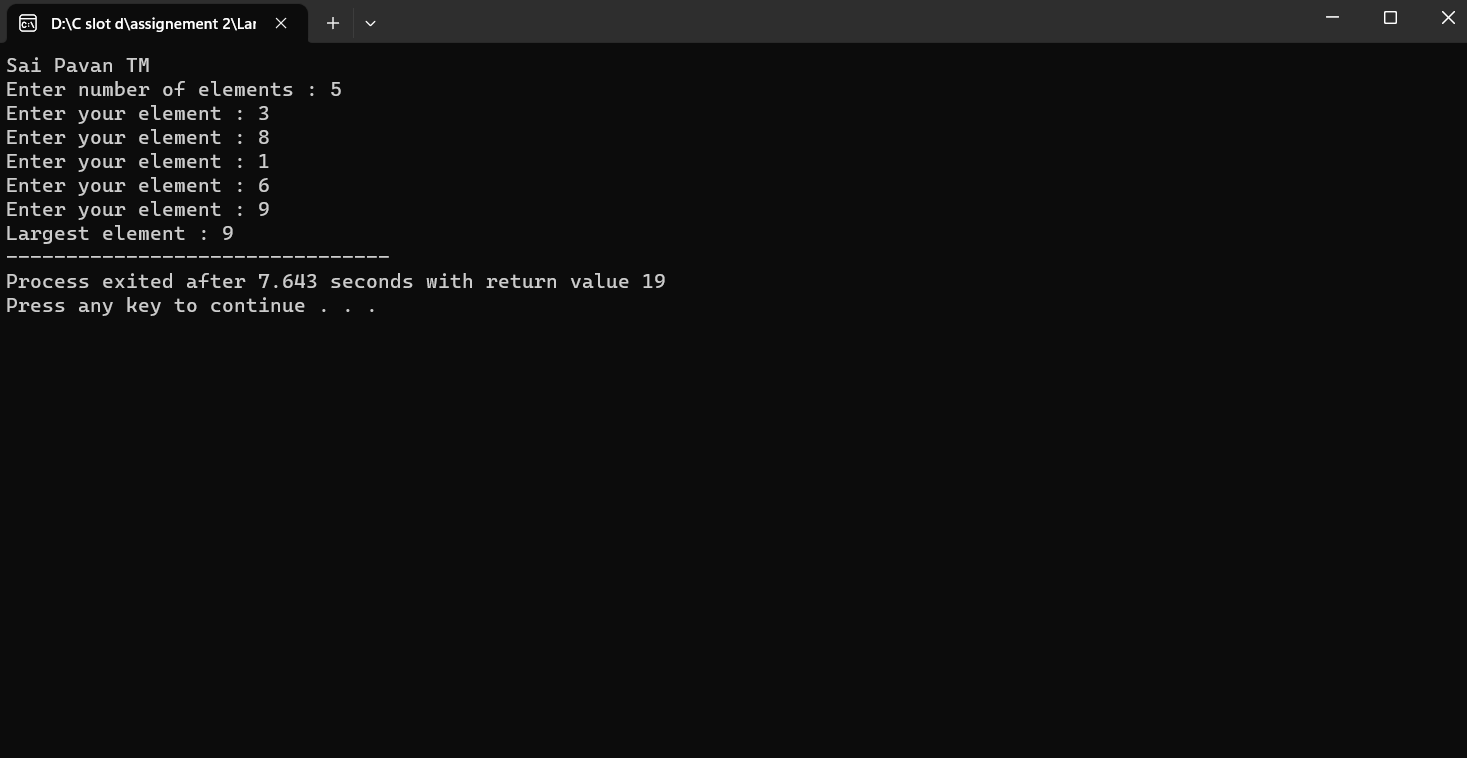 D:\C slot d\assignement 2\Lar
Sai Pavan TM
Enter number of elements : 5
Enter your element : 3
Enter your element : 8
Enter your element : 1
Enter your element : 6
Enter your element : 9
Largest element : 9
--------------------------------
Process exited after 7.643 seconds with return value 19
Press any key to continue . . .